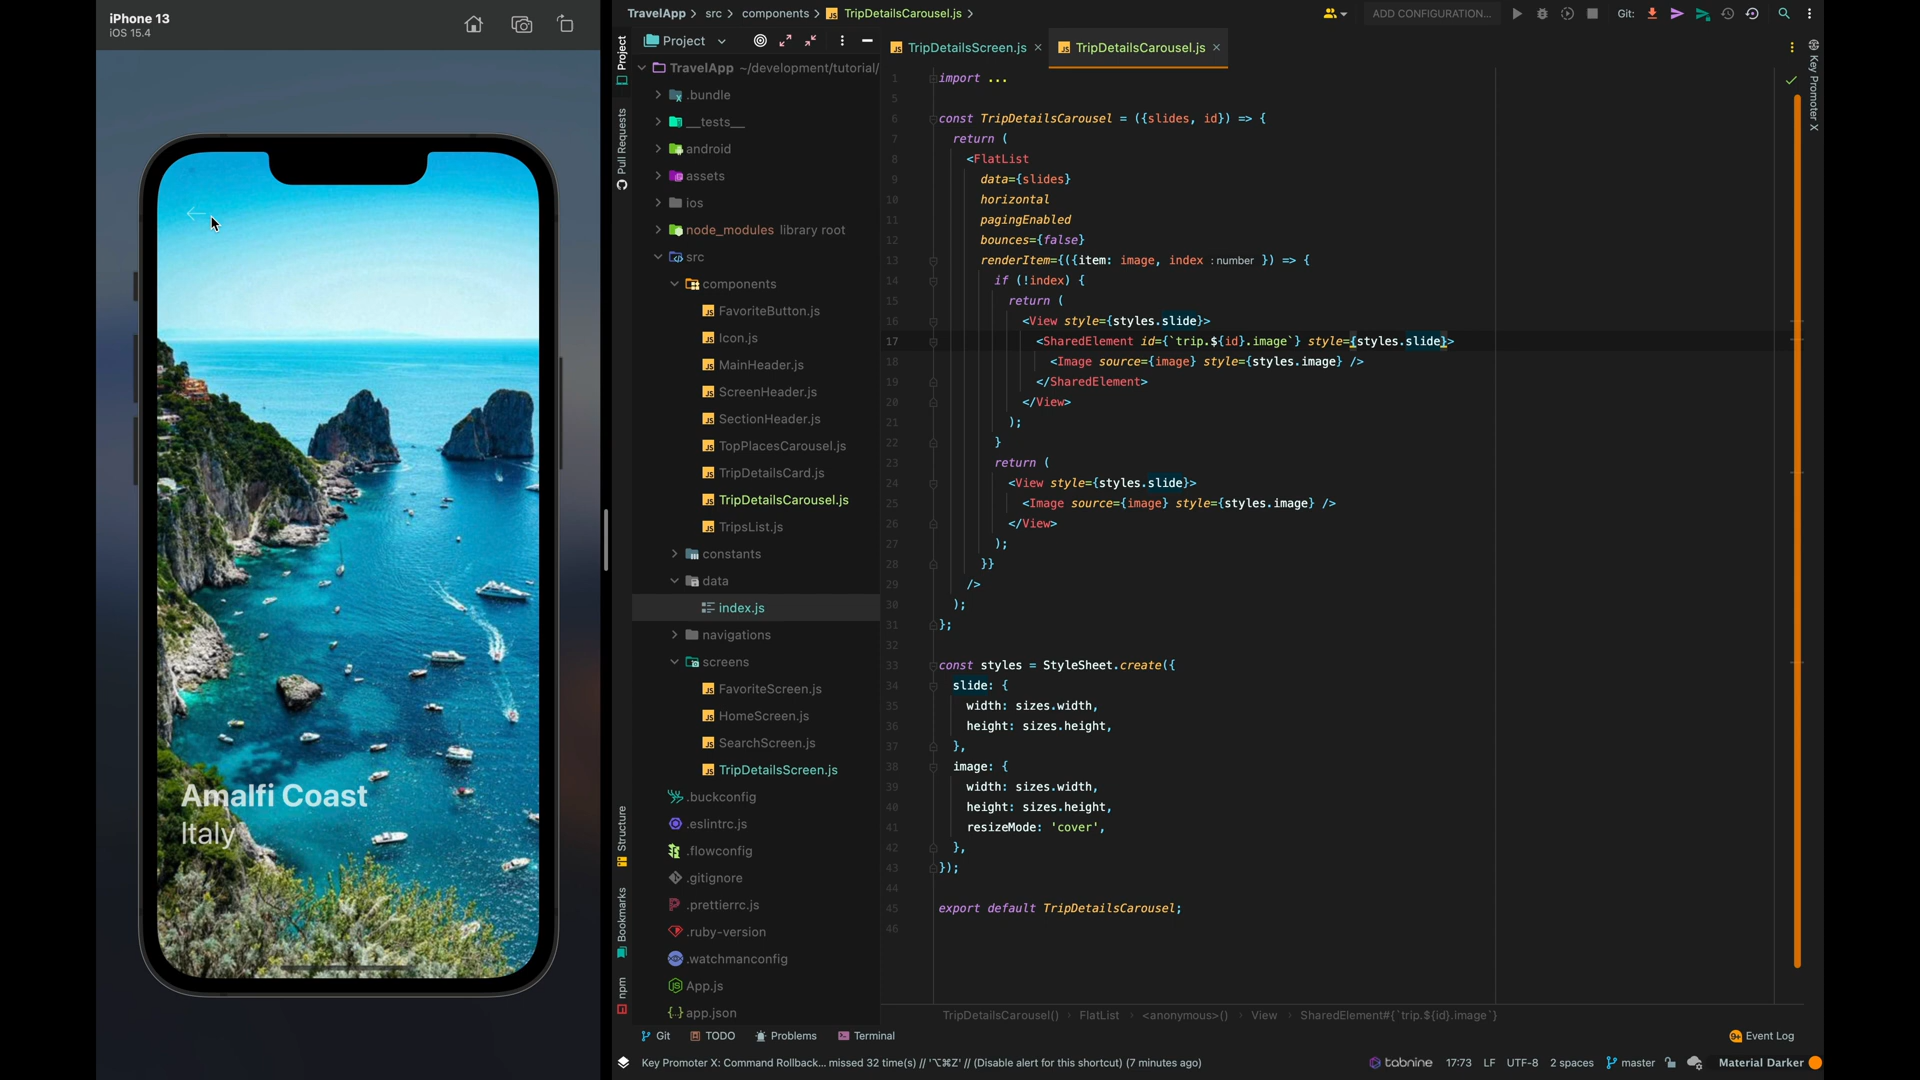 iPhone 13
iOS 15.4
Amalfi Coast
Italy
TravelApp > src > components > TripDetailsCarousel.js >
ADD CONFIGURATION...
Git:
Project
TripDetailsScreen.js
TripDetailsCarousel.js
Project
Pull Requests
Structure
Bookmarks
npm
Key Promoter X
TravelApp ~/development/tutorial/
.bundle
__tests__
android
assets
ios
node_modules library root
src
components
FavoriteButton.js
Icon.js
MainHeader.js
ScreenHeader.js
SectionHeader.js
TopPlacesCarousel.js
TripDetailsCard.js
TripDetailsCarousel.js
TripsList.js
constants
data
index.js
navigations
screens
FavoriteScreen.js
HomeScreen.js
SearchScreen.js
TripDetailsScreen.js
.buckconfig
.eslintrc.js
.flowconfig
.gitignore
.prettierrc.js
.ruby-version
.watchmanconfig
App.js
app.json
1 import ...
5
6 const TripDetailsCarousel = ({slides, id}) => {
7 return (
8 <FlatList
9 data={slides}
10 horizontal
11 pagingEnabled
12 bounces={false}
13 renderItem={({item: image, index : number }) => {
14 if (!index) {
15 return (
16 <View style={styles.slide}>
17 <SharedElement id={`trip.${id}.image`} style={styles.slide}>
18 <Image source={image} style={styles.image} />
19 </SharedElement>
20 </View>
21 );
22 }
23 return (
24 <View style={styles.slide}>
25 <Image source={image} style={styles.image} />
26 </View>
27 );
28 }}
29 />
30 );
31 };
32
33 const styles = StyleSheet.create({
34 slide: {
35 width: sizes.width,
36 height: sizes.height,
37 },
38 image: {
39 width: sizes.width,
40 height: sizes.height,
41 resizeMode: 'cover',
42 },
43 });
44
45 export default TripDetailsCarousel;
46
TripDetailsCarousel() > FlatList > <anonymous>() > View > SharedElement#{`trip.${id}.image`}
Git TODO Problems Terminal
9+ Event Log
Key Promoter X: Command Rollback... missed 32 time(s) // '⌥⌘Z' // (Disable alert for this shortcut) (7 minutes ago)
tabnine 17:73 LF UTF-8 2 spaces master Material Darker